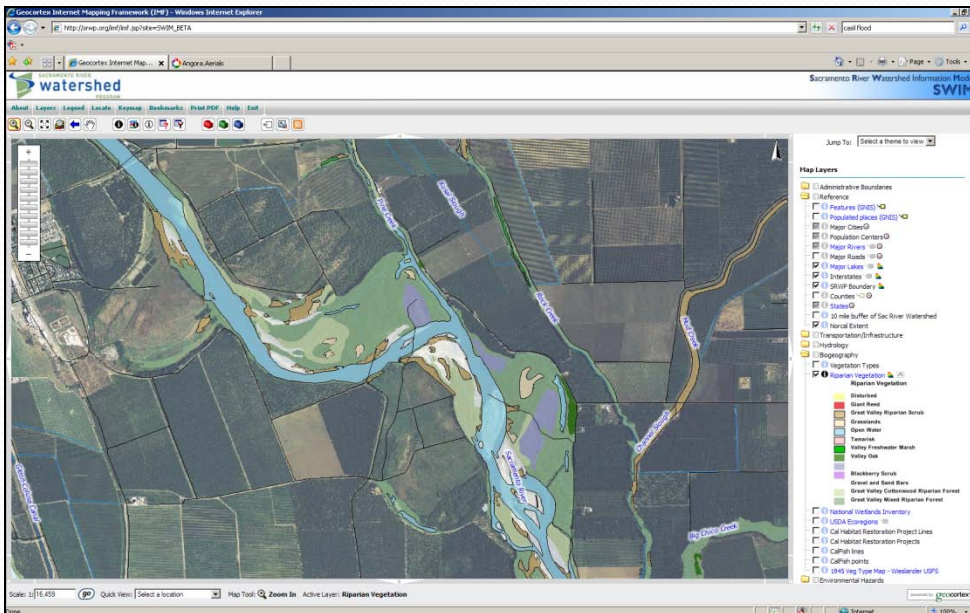 Geocortex Internet Mapping Framework (IMF) - Windows Internet Explorer
http://srwp.org/imf/imf.jsp?site=SWIM_BETA
casil flood
Geocortex Internet Map...
Angora.Aerials
Page
Tools
SACRAMENTO RIVER
watershed
PROGRAM
Sacramento River Watershed Information Mod
SWIM
About Layers Legend Locate Keymap Bookmarks Print PDF Help Exit
Jump To: Select a theme to view
Map Layers
Administrative Boundaries
Reference
Features (GNIS)
Populated places (GNIS)
Major Cities
Population Centers
Major Rivers
Major Roads
Major Lakes
Interstates
SRWP Boundary
Counties
States
10 mile buffer of Sac River Watershed
Norcal Extent
Transportation/Infrastructure
Hydrology
Biogeography
Vegetation Types
Riparian Vegetation
Riparian Vegetation
Disturbed
Giant Reed
Great Valley Riparian Scrub
Grasslands
Open Water
Tamarisk
Valley Freshwater Marsh
Valley Oak
Blackberry Scrub
Gravel and Sand Bars
Great Valley Cottonwood Riparian Forest
Great Valley Mixed Riparian Forest
National Wetlands Inventory
USDA Ecoregions
Cal Habitat Restoration Project Lines
Cal Habitat Restoration Projects
CalFish lines
CalFish points
1945 Veg Type Map - Wieslander USFS
Environmental Hazards
Pine Creek
Rock Creek
Mud Creek
Sacramento River
Big Chico Creek
Scale: 1: 16,459 go Quick View: Select a location Map Tool: Zoom In Active Layer: Riparian Vegetation
geocortex
Done
Internet
100%